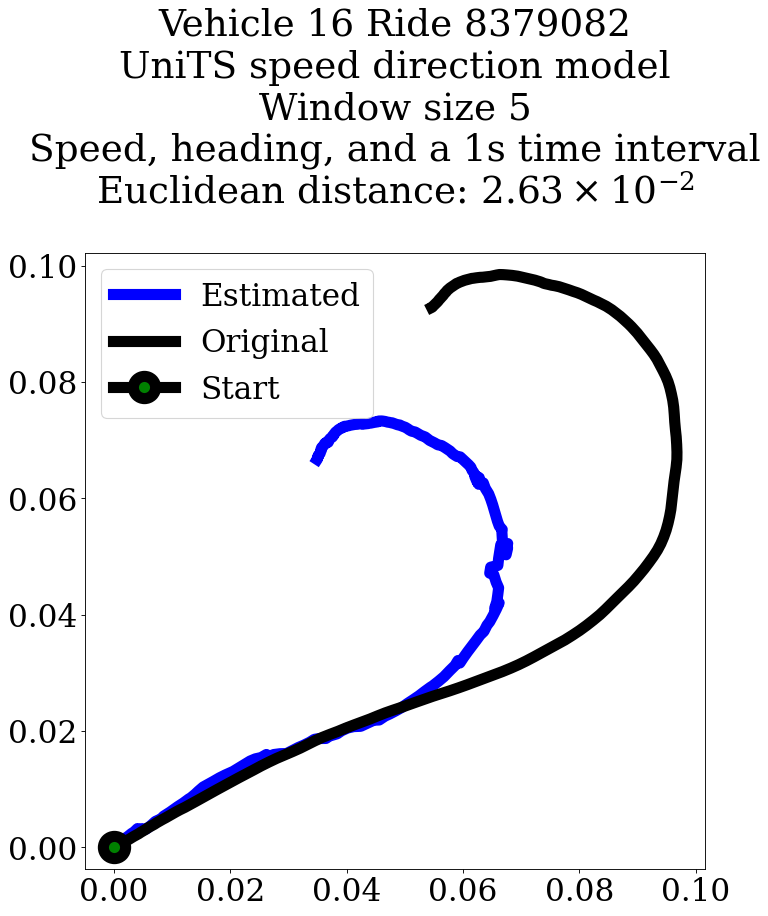 Vehicle 16 Ride 8379082
UniTS speed direction model
Window size 5
Speed, heading, and a 1s time interval
Euclidean distance: 2.63 × 10⁻²
0.10
0.08
0.06
0.04
0.02
0.00
Estimated
Original
Start
0.00 0.02 0.04 0.06 0.08 0.10